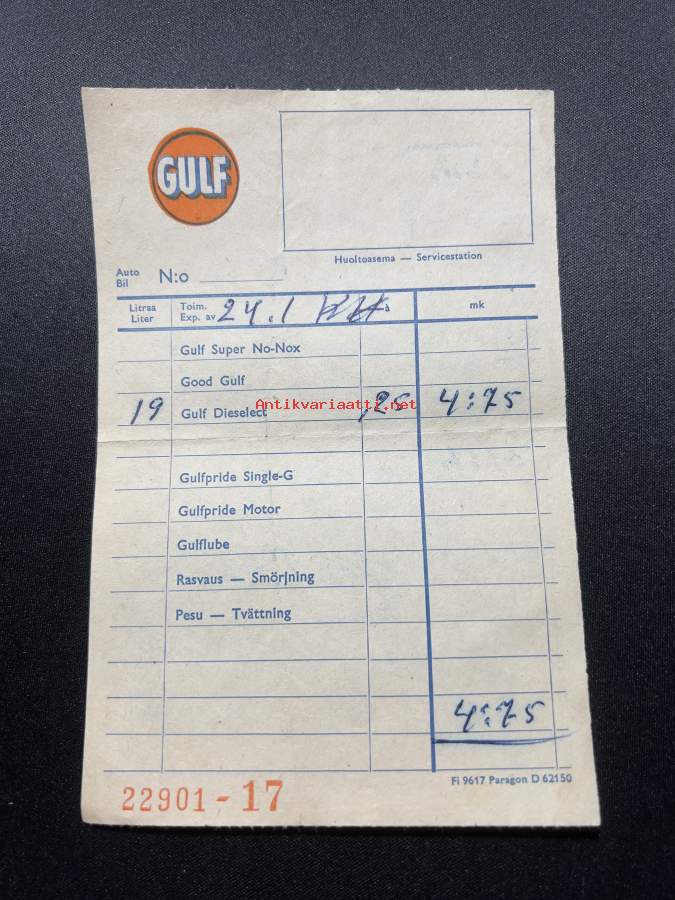 GULF
Huoltoasema — Servicestation
Auto
Bil
N:o
Litraa
Liter
Toim.
Exp. av
24.1
à
mk
Gulf Super No-Nox
Good Gulf
19 Gulf Dieselect ,25 4:75
Antikvariaatti.net
Gulfpride Single-G
Gulfpride Motor
Gulflube
Rasvaus — Smörjning
Pesu — Tvättning
4:75
Fi 9617 Paragon D 62150
22901 - 17